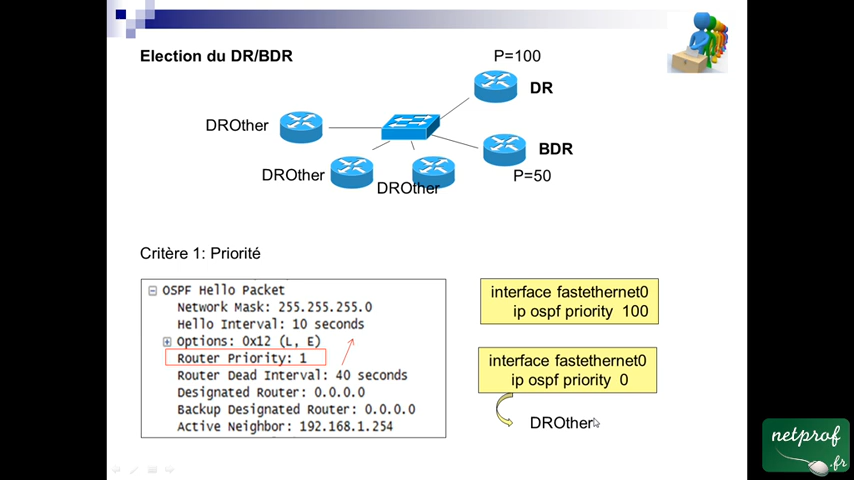 Election du DR/BDR
P=100
DR
DROther
BDR
DROther
DROther
P=50
Critère 1: Priorité
OSPF Hello Packet
Network Mask: 255.255.255.0
Hello Interval: 10 seconds
Options: 0x12 (L, E)
Router Priority: 1
Router Dead Interval: 40 seconds
Designated Router: 0.0.0.0
Backup Designated Router: 0.0.0.0
Active Neighbor: 192.168.1.254
interface fastethernet0
ip ospf priority 100
interface fastethernet0
ip ospf priority 0
DROther
netprof
.fr